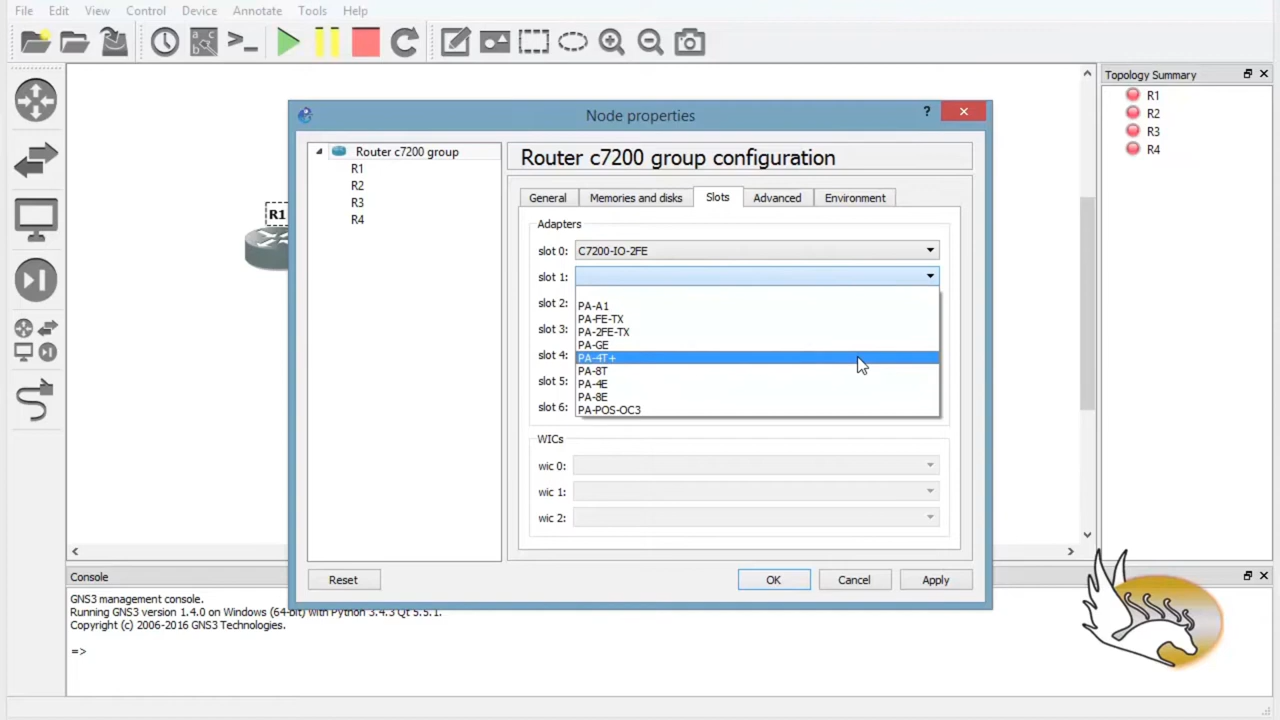 File Edit View Control Device Annotate Tools Help
Topology Summary
R1
R2
R3
R4
R1
Node properties
?
Router c7200 group
R1
R2
R3
R4
Router c7200 group configuration
General Memories and disks Slots Advanced Environment
Adapters
slot 0: C7200-IO-2FE
slot 1:
slot 2:
slot 3:
slot 4:
slot 5:
slot 6:
PA-A1
PA-FE-TX
PA-2FE-TX
PA-GE
PA-4T+
PA-8T
PA-4E
PA-8E
PA-POS-OC3
WICs
wic 0:
wic 1:
wic 2:
Reset OK Cancel Apply
Console
GNS3 management console.
Running GNS3 version 1.4.0 on Windows (64-bit) with Python 3.4.3 Qt 5.5.1.
Copyright (c) 2006-2016 GNS3 Technologies.
=>